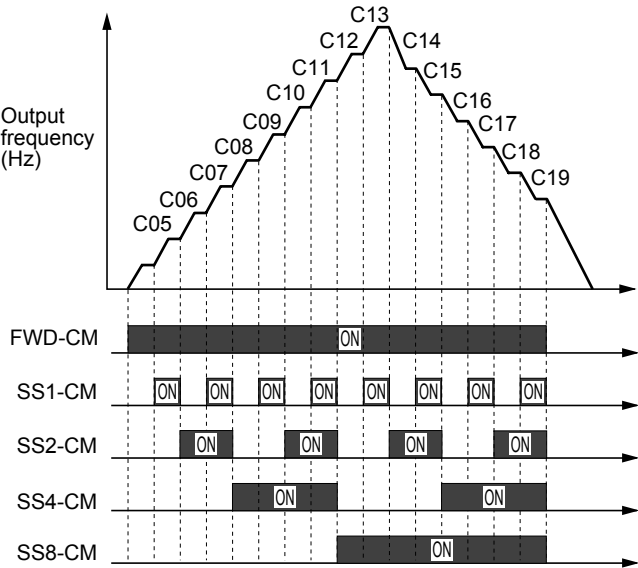 C13
C12
C14
C11
C15
C10
C16
C09
C17
C08
C18
C07
C19
C06
C05
Output
frequency
(Hz)
FWD-CM
ON
SS1-CM
ON ON ON ON ON ON ON ON
SS2-CM
ON ON ON ON
SS4-CM
ON ON
SS8-CM
ON